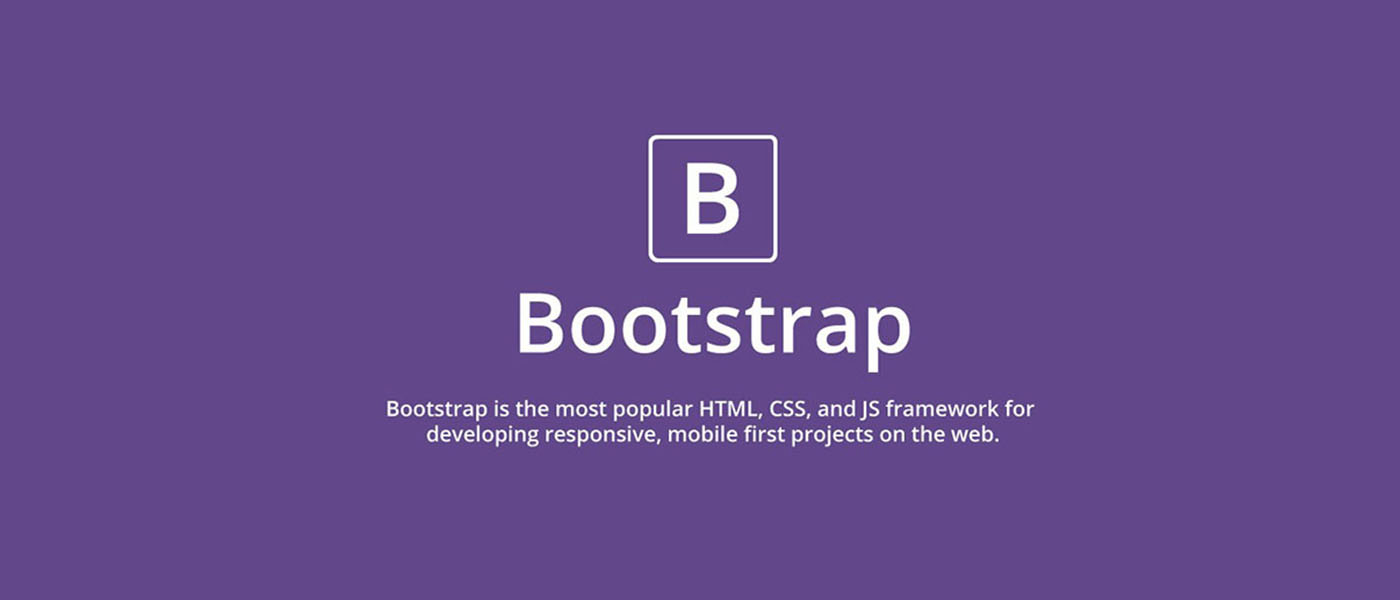 B
Bootstrap
Bootstrap is the most popular HTML, CSS, and JS framework for
developing responsive, mobile first projects on the web.